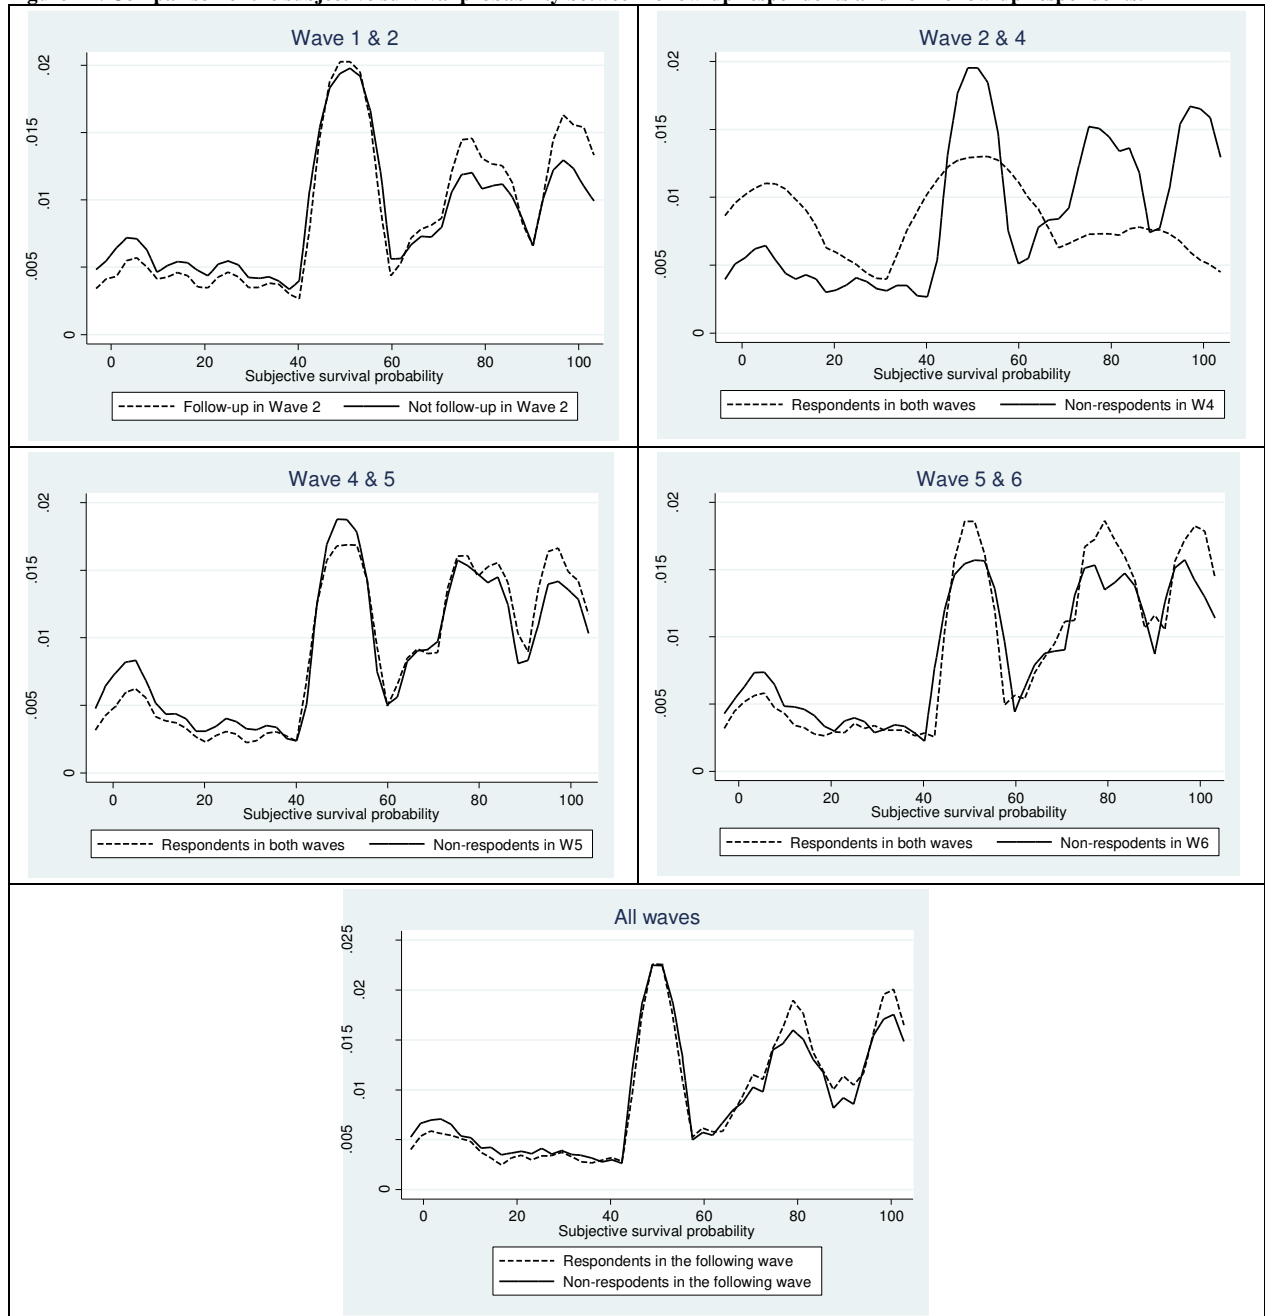 Wave 1 & 2
.02
.015
.01
.005
0
0 20 40 60 80 100
Subjective survival probability
Follow-up in Wave 2 Not follow-up in Wave 2
Wave 2 & 4
.02
.015
.01
.005
0
0 20 40 60 80 100
Subjective survival probability
Respondents in both waves Non-respodents in W4
Wave 4 & 5
.02
.015
.01
.005
0
0 20 40 60 80 100
Subjective survival probability
Respondents in both waves Non-respodents in W5
Wave 5 & 6
.02
.015
.01
.005
0
0 20 40 60 80 100
Subjective survival probability
Respondents in both waves Non-respodents in W6
All waves
.025
.02
.015
.01
.005
0
0 20 40 60 80 100
Subjective survival probability
Respondents in the following wave
Non-respodents in the following wave